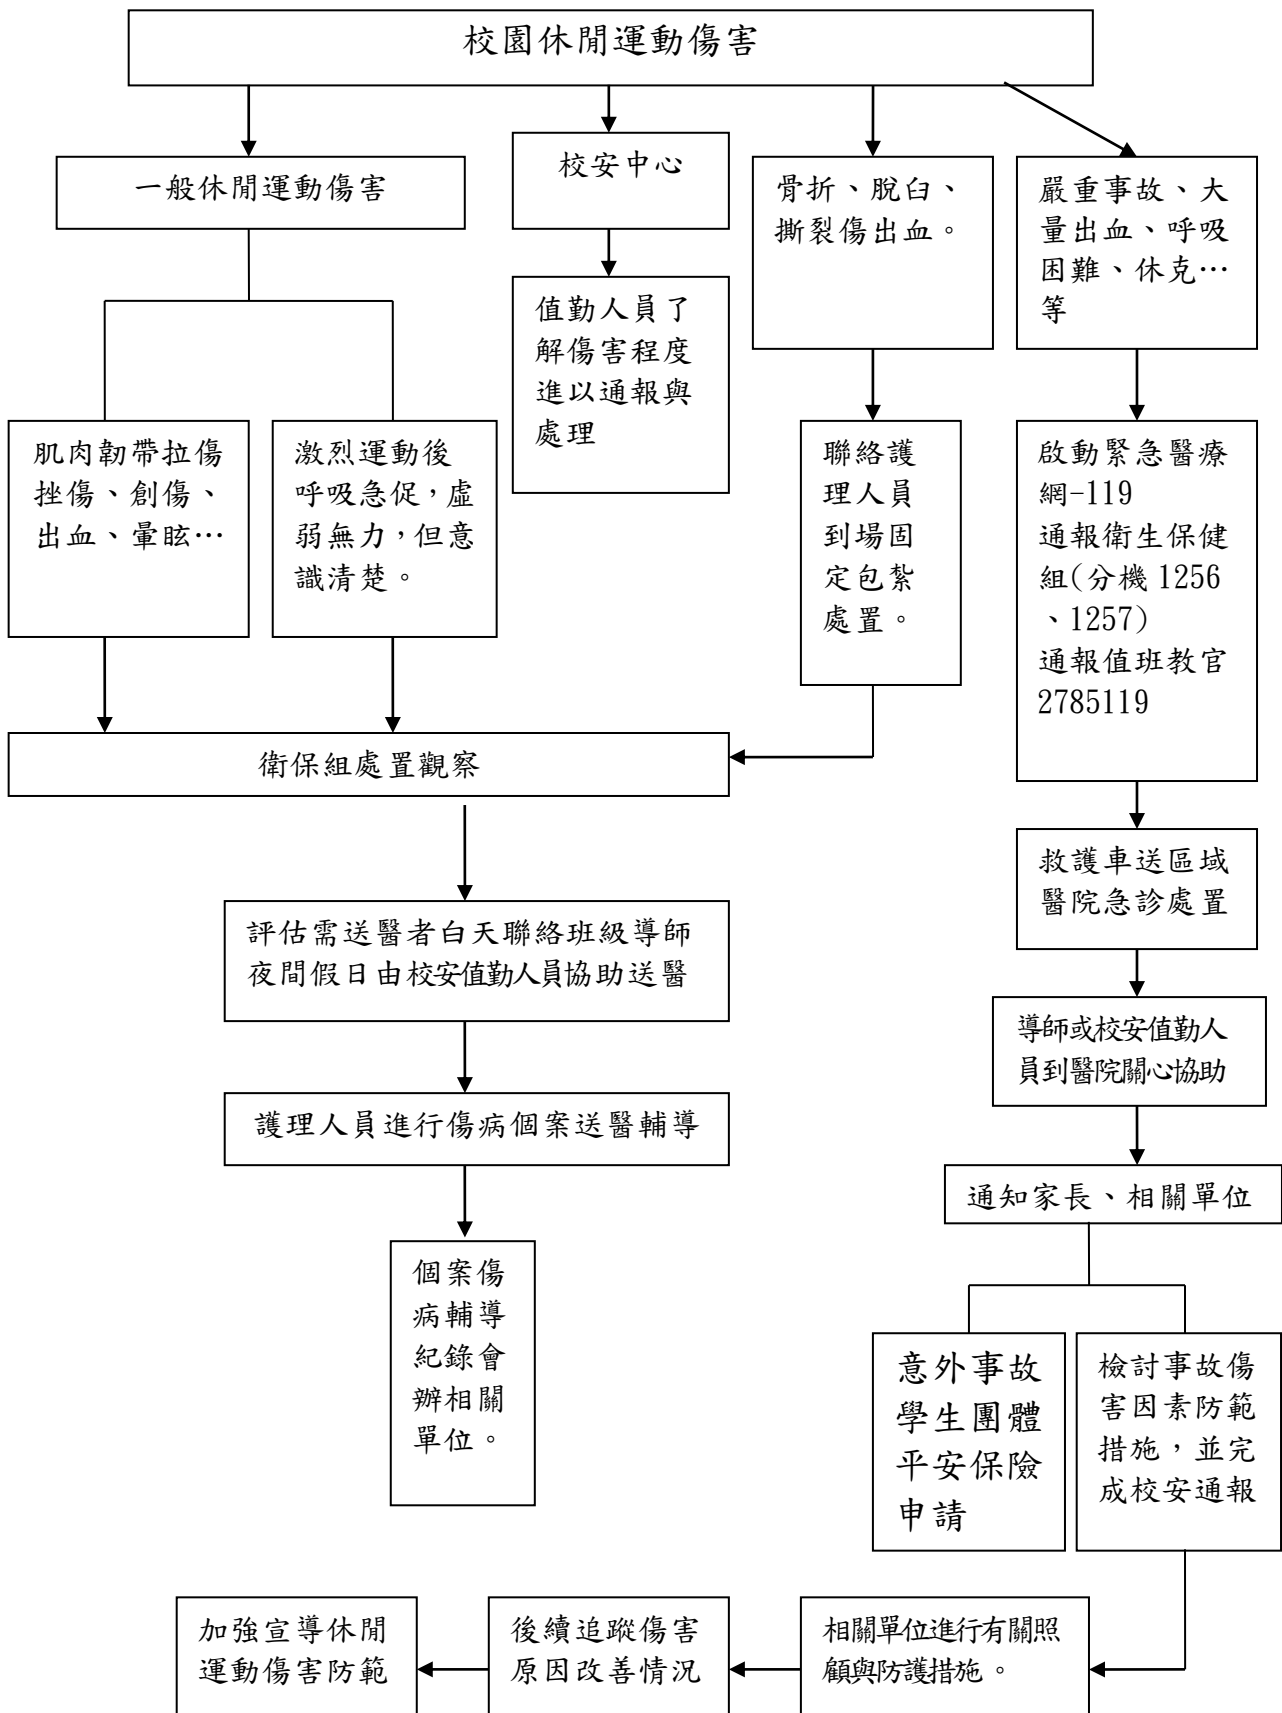 校園休閒運動傷害
一般休閒運動傷害
校安中心
骨折、脫臼、
撕裂傷出血。
嚴重事故、大
量出血、呼吸
困難、休克…
等
值勤人員了
解傷害程度
進以通報與
處理
肌肉韌帶拉傷
挫傷、創傷、
出血、暈眩…
激烈運動後
呼吸急促，虛
弱無力，但意
識清楚。
聯絡護
理人員
到場固
定包紮
處置。
啟動緊急醫療
網-119
通報衛生保健
組(分機 1256
、1257)
通報值班教官
2785119
衛保組處置觀察
救護車送區域
醫院急診處置
評估需送醫者白天聯絡班級導師
夜間假日由校安值勤人員協助送醫
導師或校安值勤人
員到醫院關心協助
護理人員進行傷病個案送醫輔導
通知家長、相關單位
個案傷
病輔導
紀錄會
辦相關
單位。
意外事故
學生團體
平安保險
申請
檢討事故傷
害因素防範
措施，並完
成校安通報
加強宣導休閒
運動傷害防範
後續追蹤傷害
原因改善情況
相關單位進行有關照
顧與防護措施。